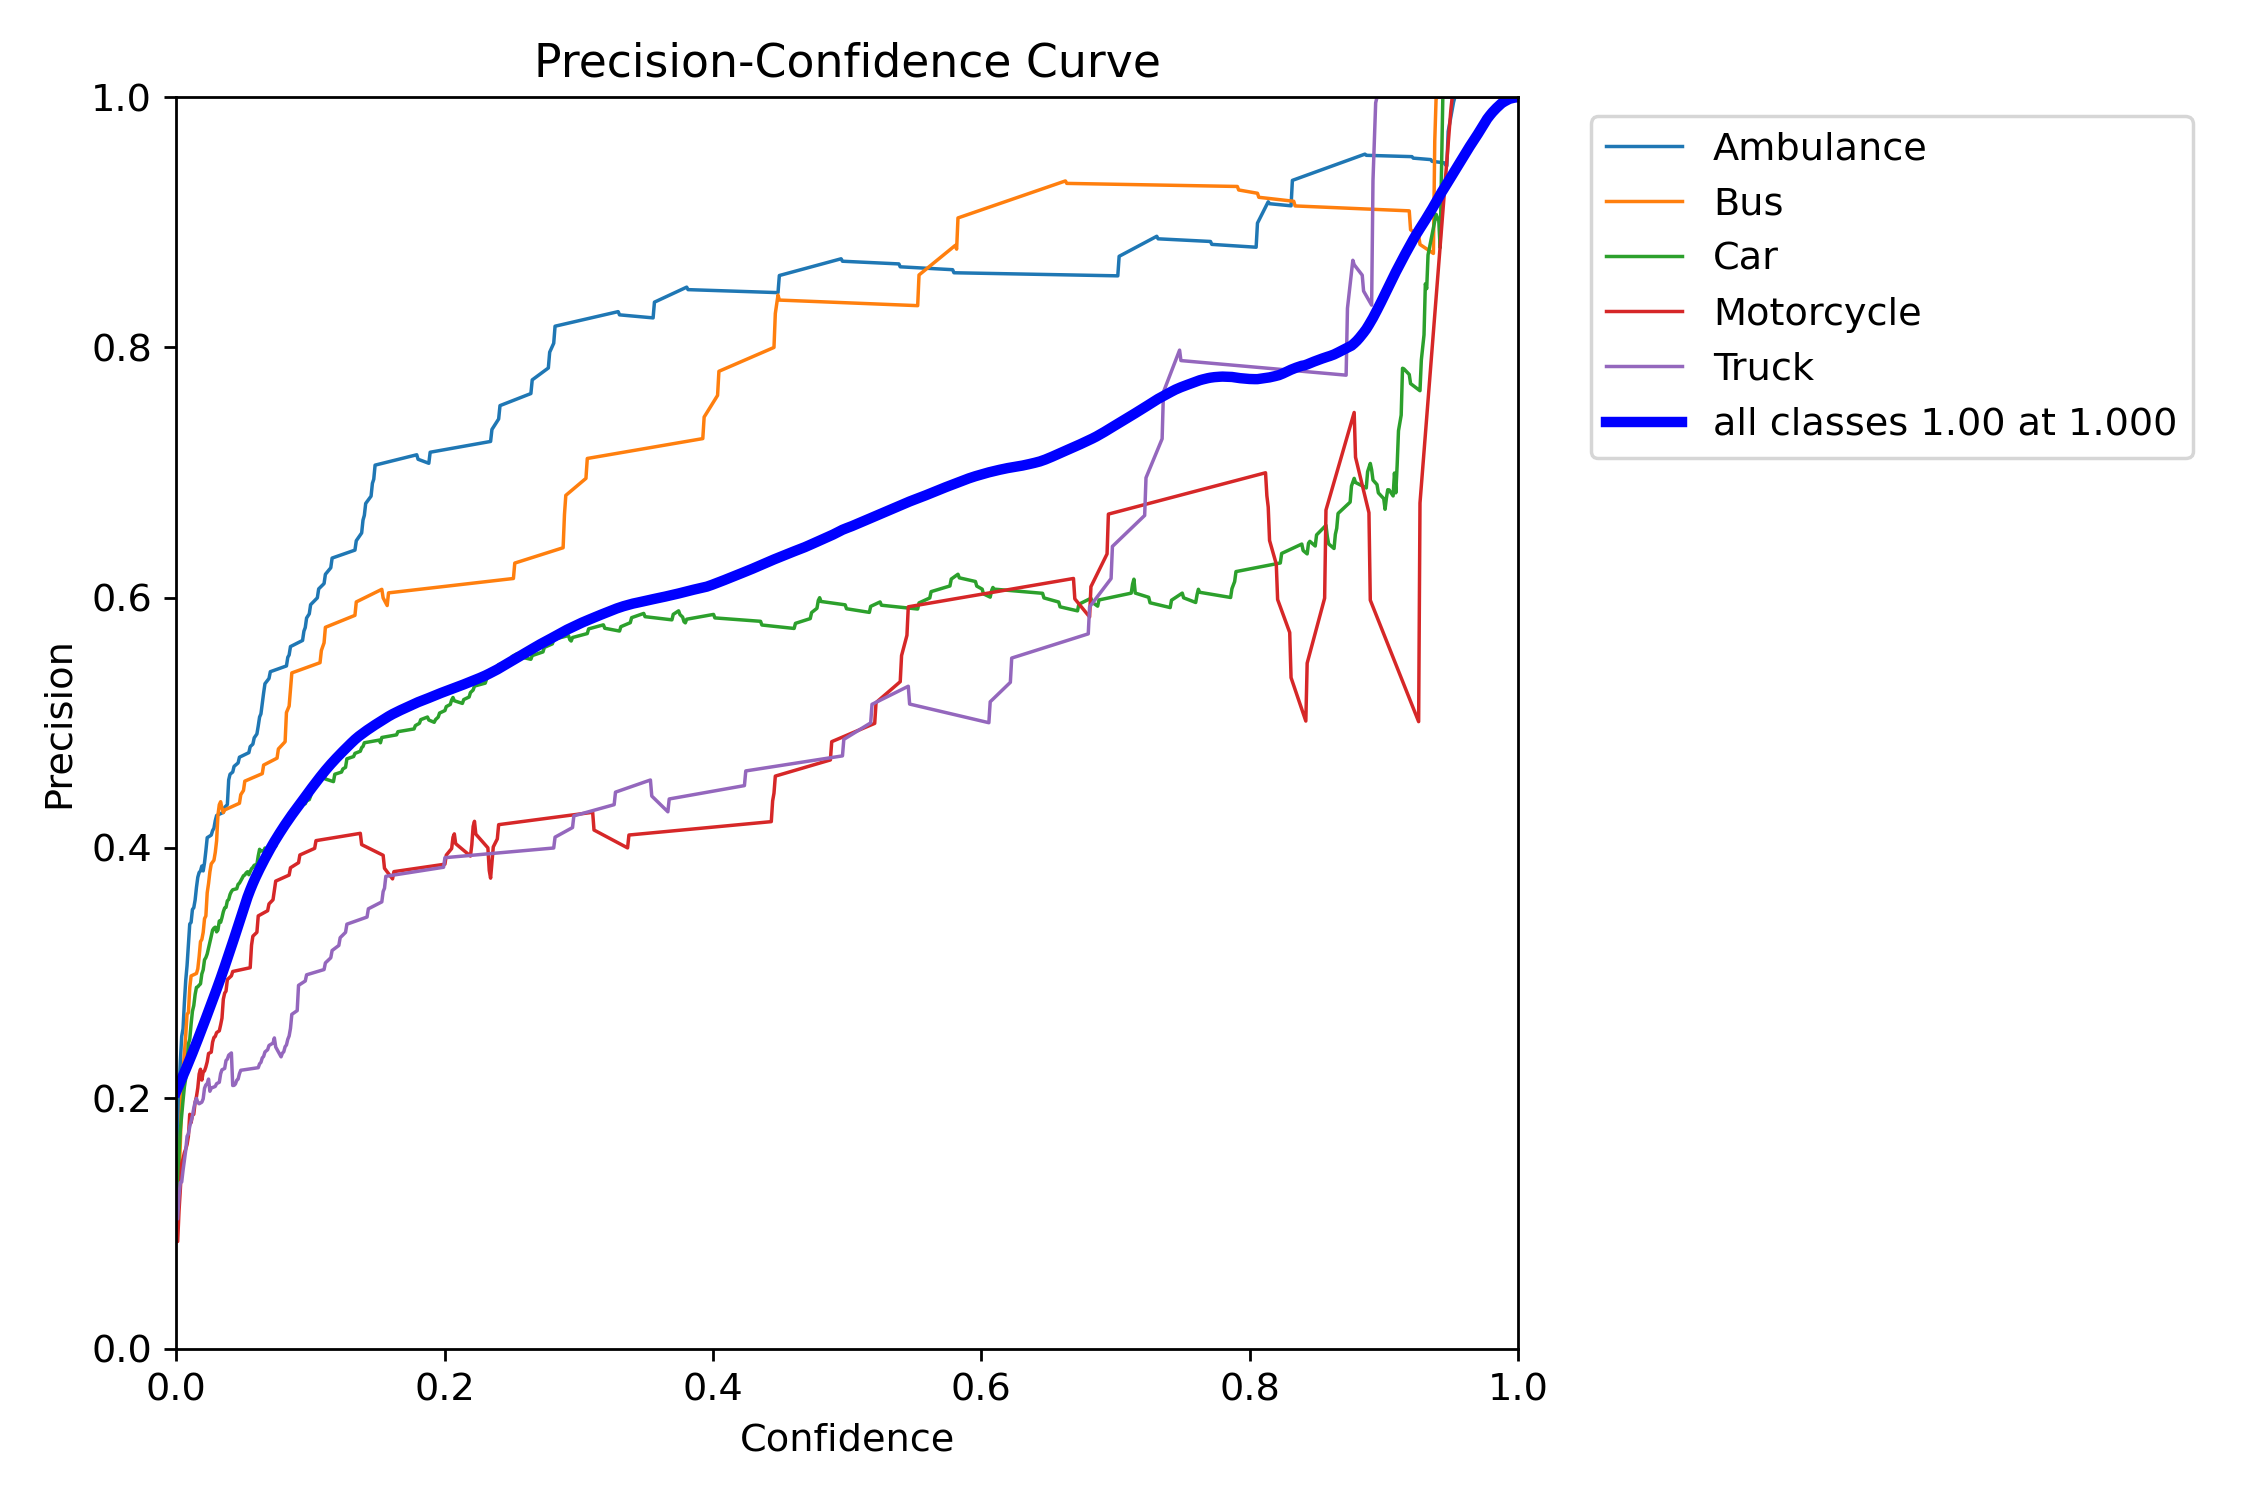 Precision-Confidence Curve
1.0
0.8
0.6
0.4
0.2
0.0
Precision
0.0 0.2 0.4 0.6 0.8 1.0
Confidence
Ambulance
Bus
Car
Motorcycle
Truck
all classes 1.00 at 1.000